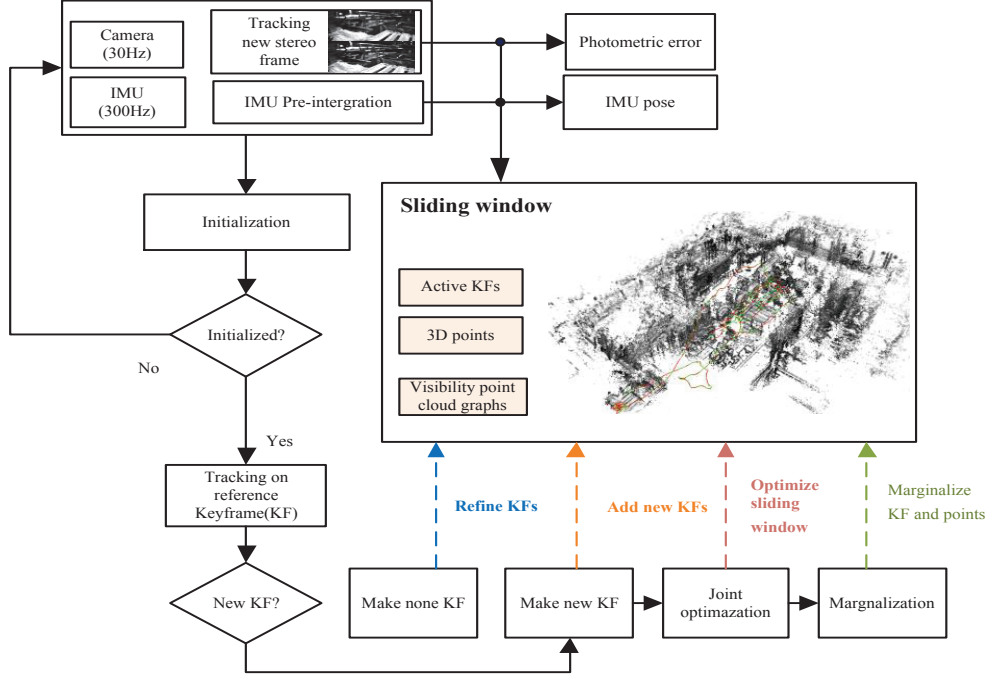 Camera
(30Hz)
Tracking
new stereo
frame
Photometric error
IMU
(300Hz)
IMU Pre-intergration
IMU pose
Sliding window
Initialization
Active KFs
Initialized?
3D points
No
Visibility point
cloud graphs
Yes
Tracking on
reference
Keyframe(KF)
Refine KFs
Add new KFs
Optimize
sliding
window
Marginalize
KF and points
New KF?
Make none KF
Make new KF
Joint
optimazation
Margnalization